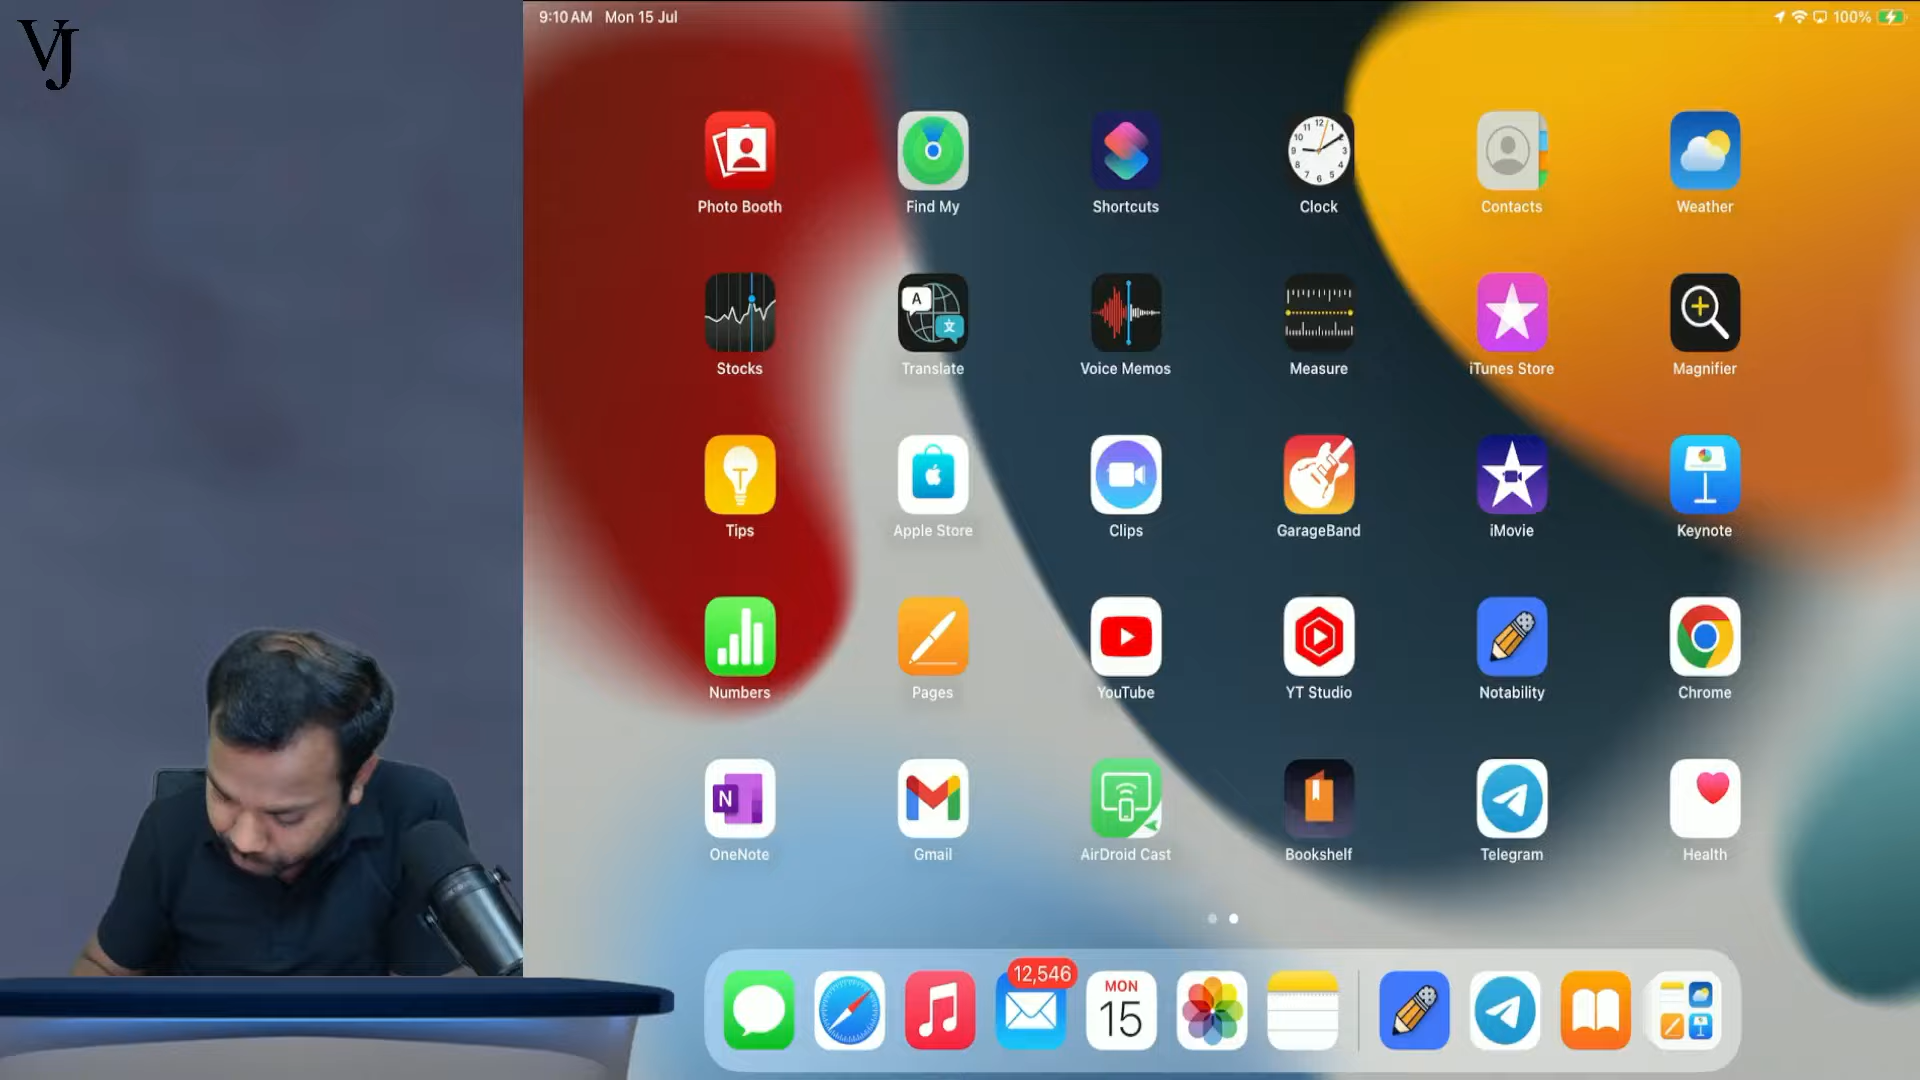 VJ
9:10 AM Mon 15 Jul
100%
Photo Booth
Find My
Shortcuts
Clock
Contacts
Weather
Stocks
Translate
Voice Memos
Measure
iTunes Store
Magnifier
Tips
Apple Store
Clips
GarageBand
iMovie
Keynote
Numbers
Pages
YouTube
YT Studio
Notability
Chrome
OneNote
Gmail
AirDroid Cast
Bookshelf
Telegram
Health
12,546
MON
15